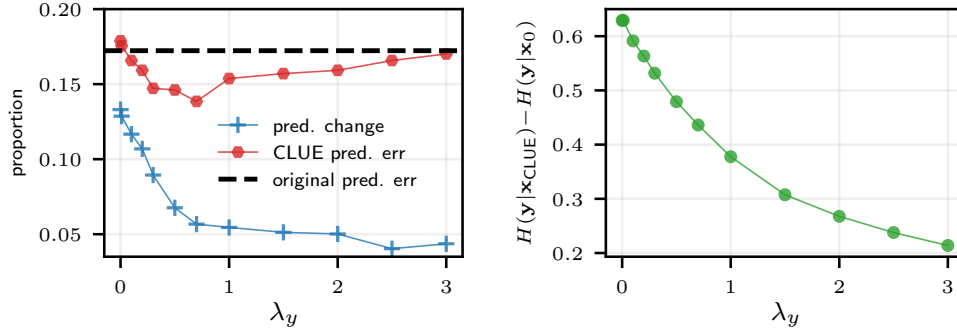 0.20
0.15
0.10
0.05
proportion
pred. change
CLUE pred. err
original pred. err
0 1 2 3
λy
0.6
0.5
0.4
0.3
0.2
H(y|xCLUE) − H(y|x0)
0 1 2 3
λy